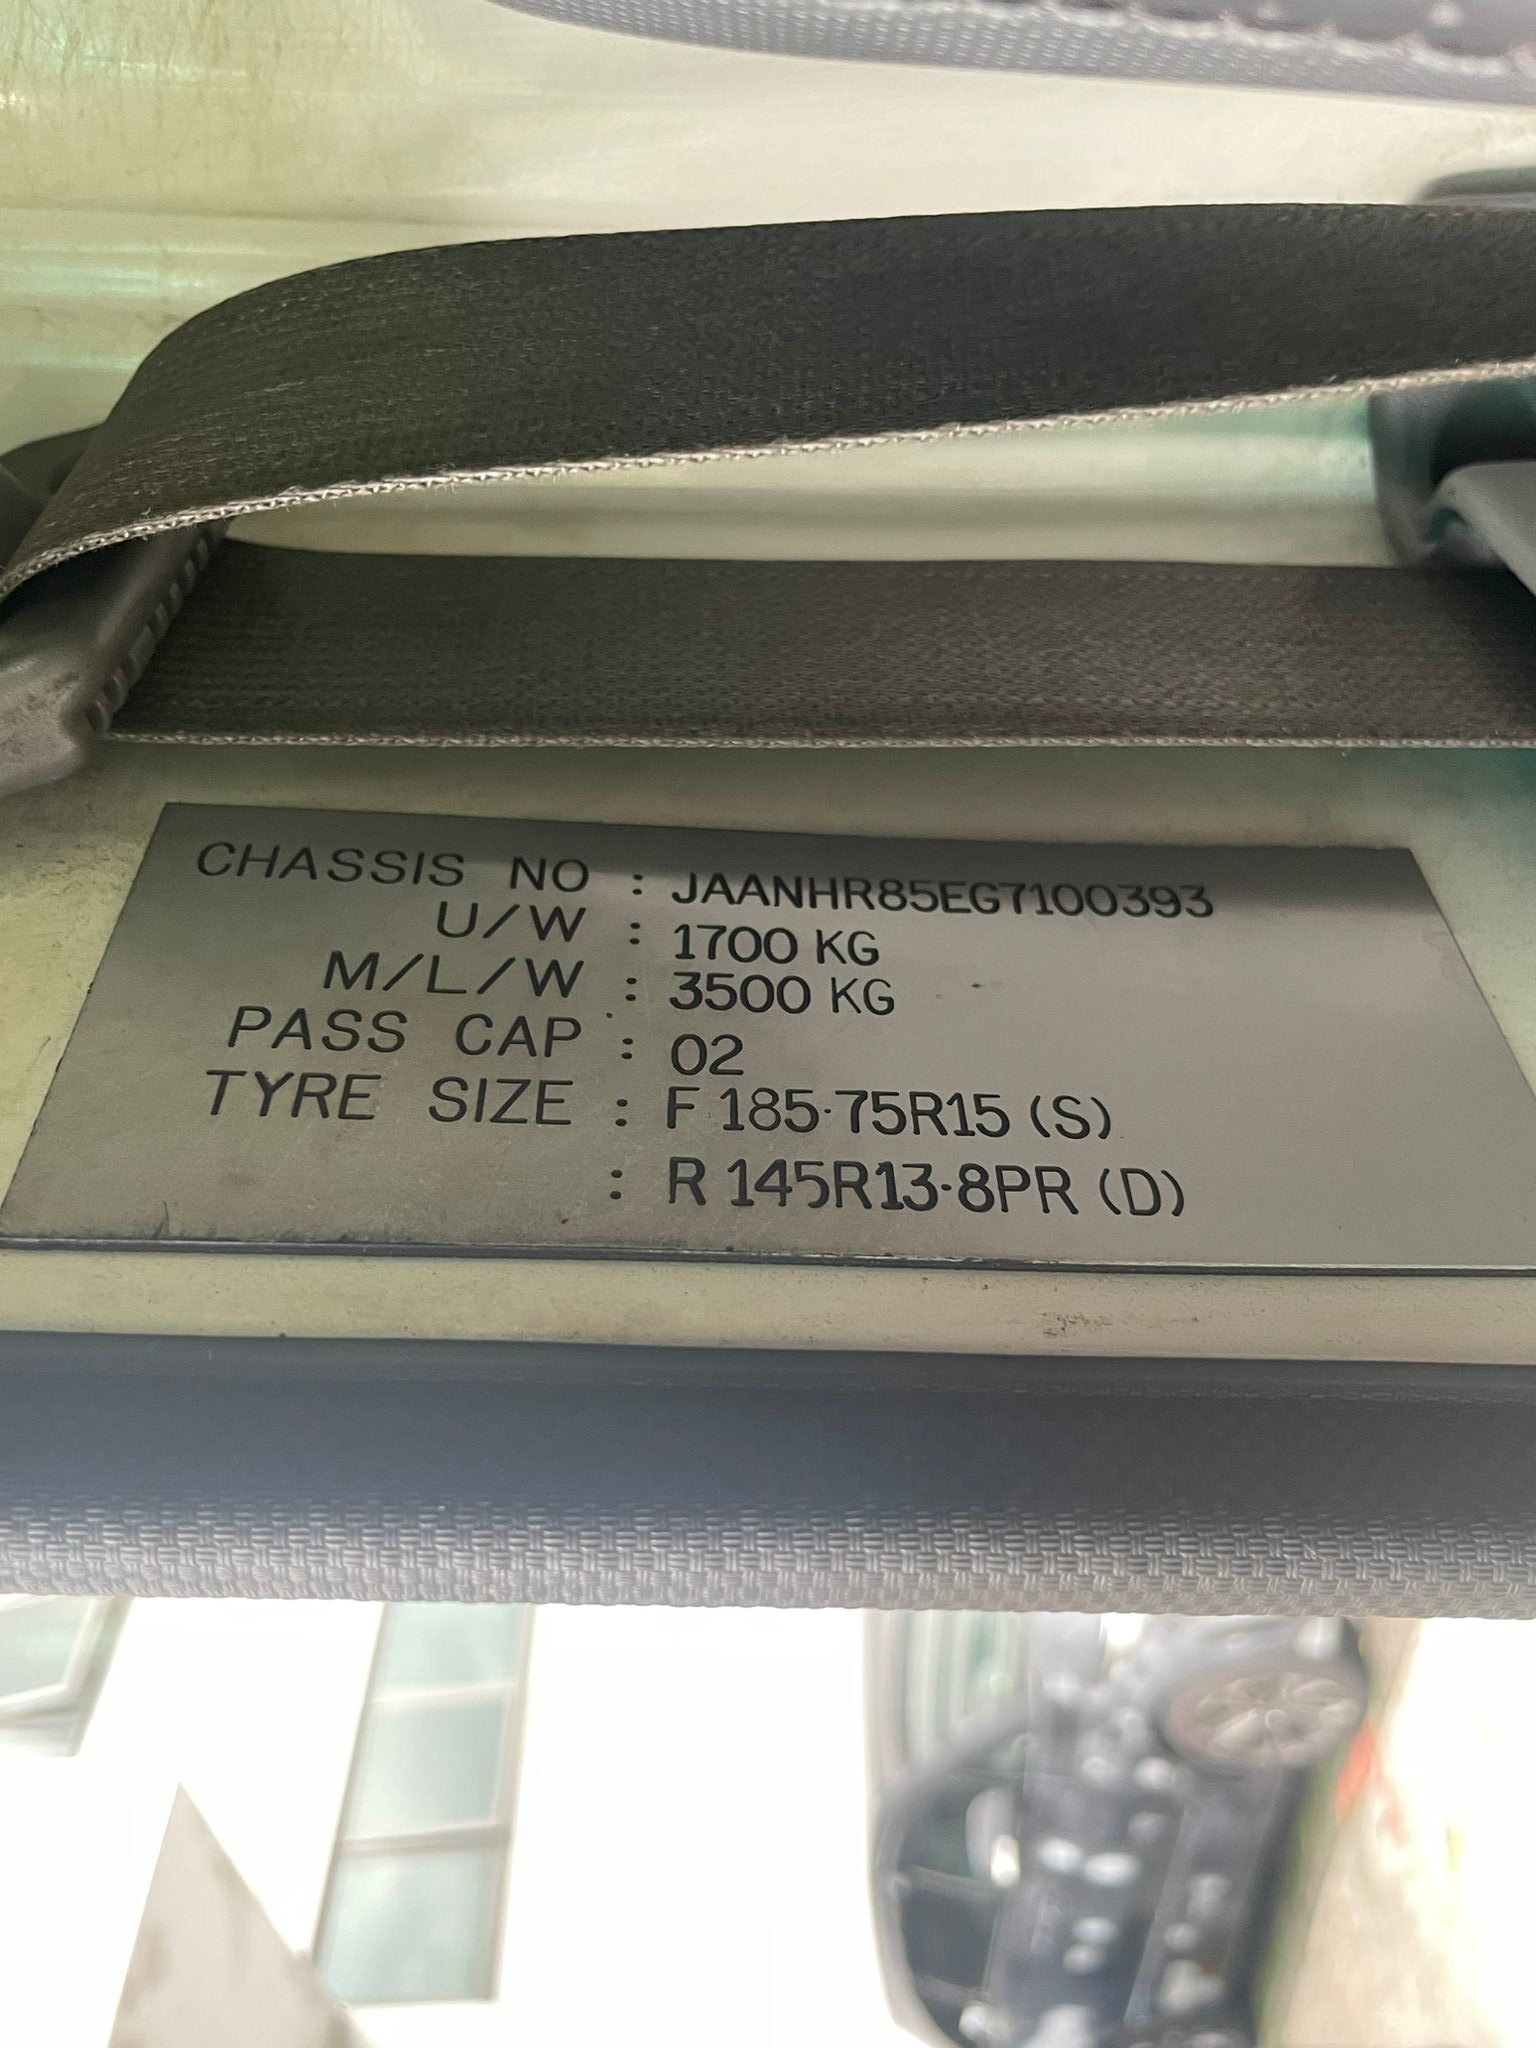 CHASSIS NO : JAANHR85EG7100393
U/W : 1700 KG
M/L/W : 3500 KG
PASS CAP : 02
TYRE SIZE : F 185·75R15 (S)
: R 145R13·8PR (D)